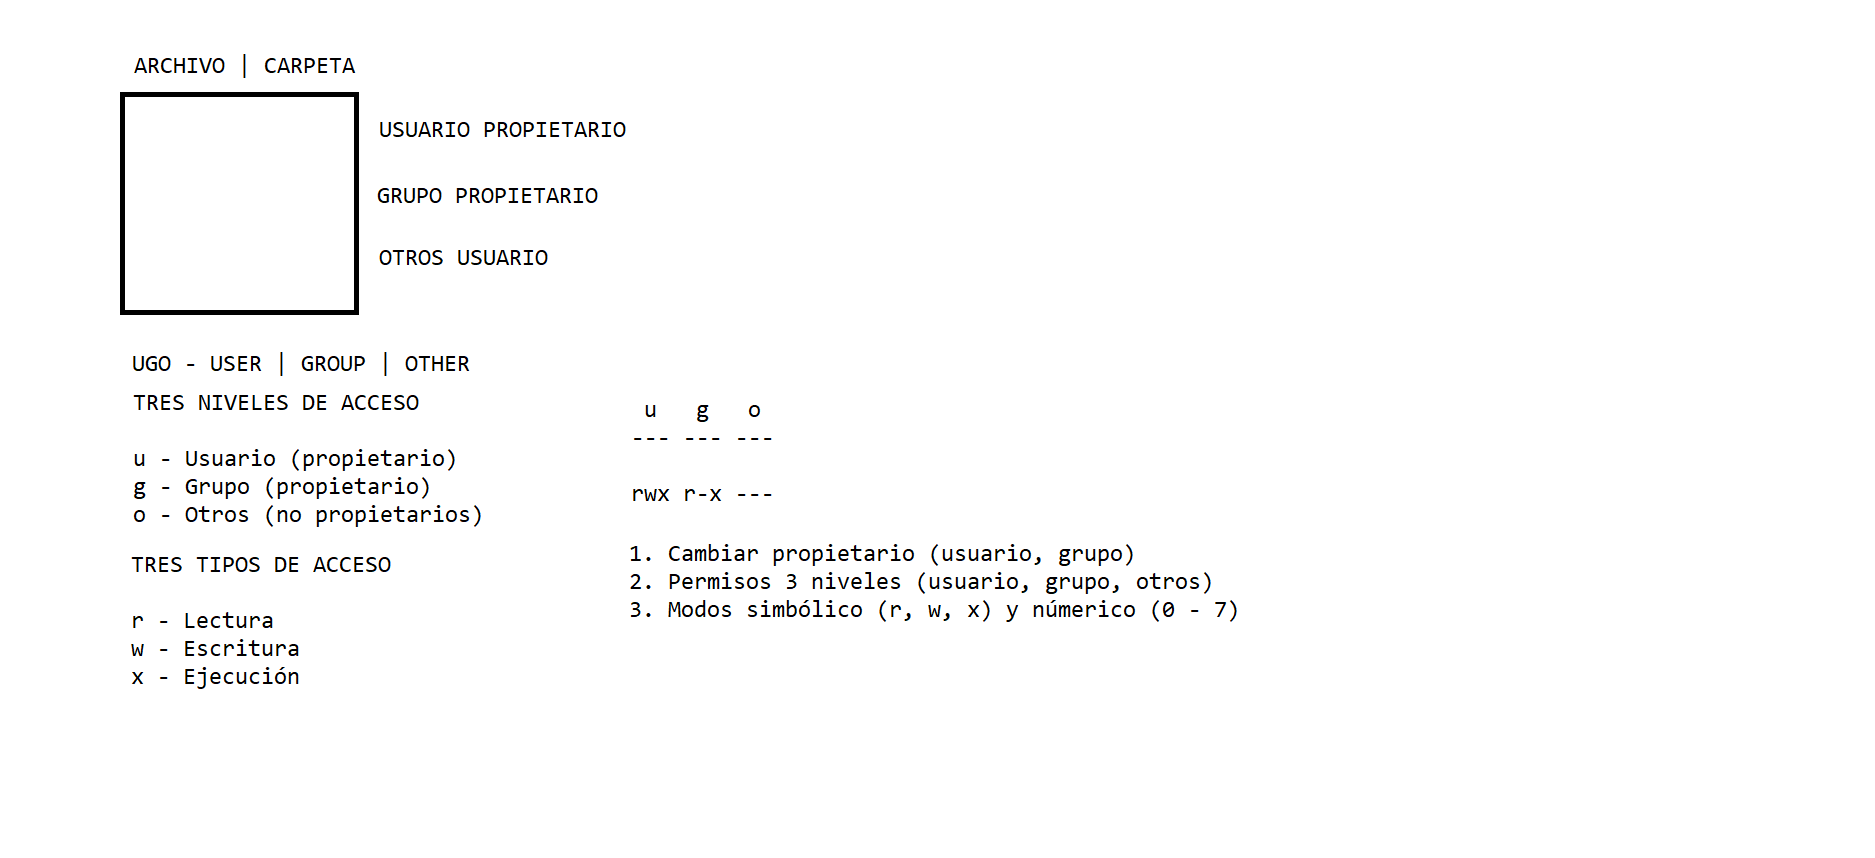 ARCHIVO | CARPETA
USUARIO PROPIETARIO
GRUPO PROPIETARIO
OTROS USUARIO
UGO - USER | GROUP | OTHER
TRES NIVELES DE ACCESO
u - Usuario (propietario)
g - Grupo (propietario)
o - Otros (no propietarios)
TRES TIPOS DE ACCESO
r - Lectura
w - Escritura
x - Ejecución
u g o
--- --- ---
rwx r-x ---
1. Cambiar propietario (usuario, grupo)
2. Permisos 3 niveles (usuario, grupo, otros)
3. Modos simbólico (r, w, x) y númerico (0 - 7)